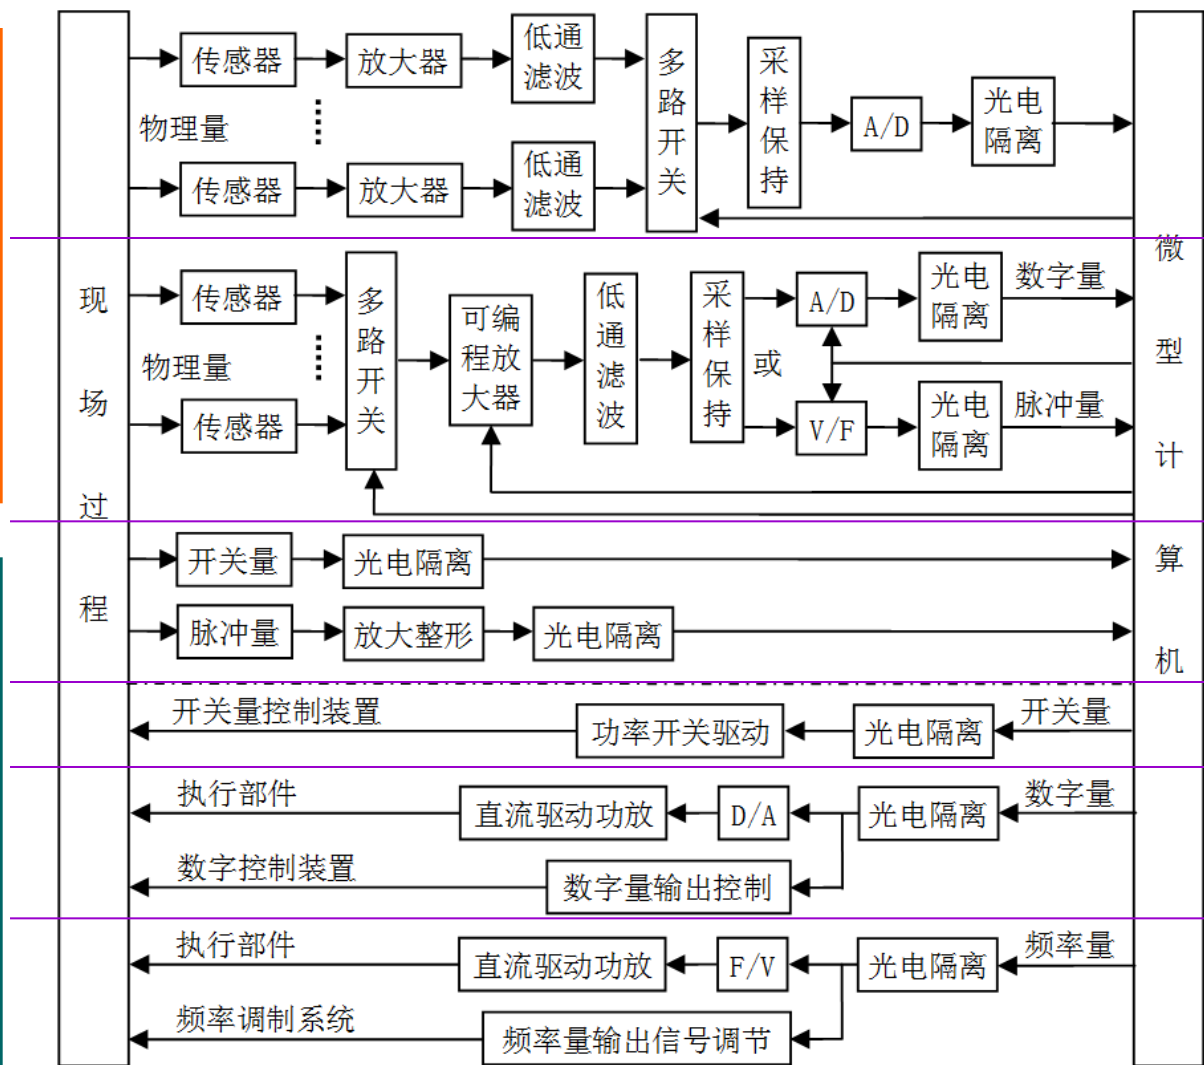 现场过程
微型计算机
传感器
放大器
低通
滤波
多路开关
采样保持
A/D
光电
隔离
物理量
传感器
放大器
低通
滤波
传感器
多路开关
可编
程放
大器
低通滤波
采样保持
或
A/D
光电
隔离
数字量
物理量
传感器
V/F
光电
隔离
脉冲量
开关量
光电隔离
脉冲量
放大整形
光电隔离
开关量控制装置
功率开关驱动
光电隔离
开关量
执行部件
直流驱动功放
D/A
光电隔离
数字量
数字控制装置
数字量输出控制
执行部件
直流驱动功放
F/V
光电隔离
频率量
频率调制系统
频率量输出信号调节